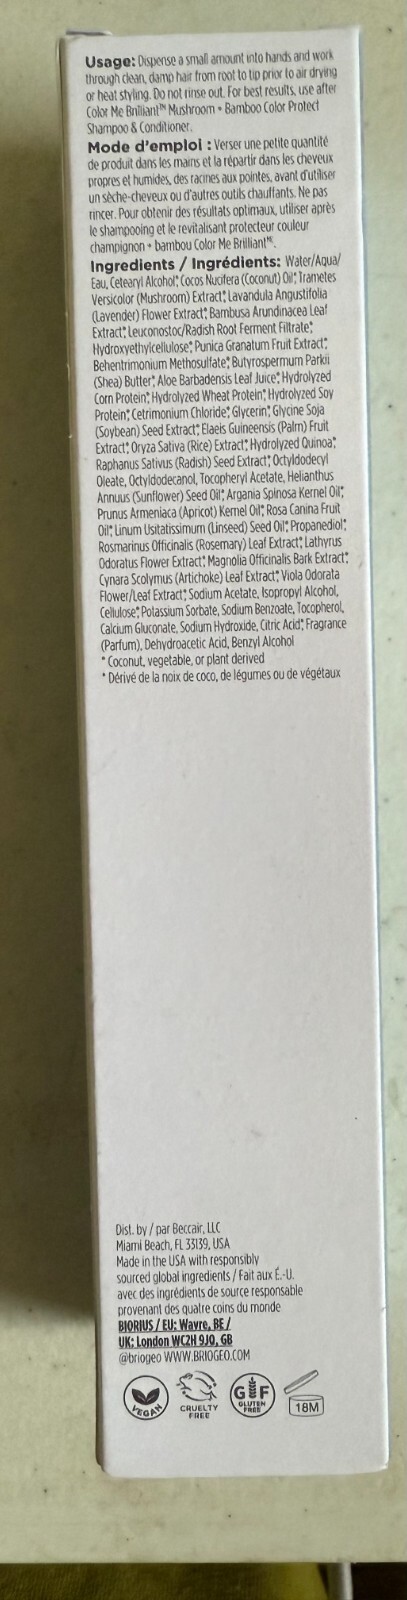 Usage: Dispense a small amount into hands and work
through clean, damp hair from root to tip prior to air drying
or heat styling. Do not rinse out. For best results, use after
Color Me Brilliant™ Mushroom + Bamboo Color Protect
Shampoo & Conditioner.
Mode d'emploi : Verser une petite quantité
de produit dans les mains et la répartir dans les cheveux
propres et humides, des racines aux pointes, avant d'utiliser
un sèche-cheveux ou d'autres outils chauffants. Ne pas
rincer. Pour obtenir des résultats optimaux, utiliser après
le shampooing et le revitalisant protecteur couleur
champignon + bambou Color Me Brilliant™.
Ingredients / Ingrédients: Water/Aqua/
Eau, Cetearyl Alcohol*, Cocos Nucifera (Coconut) Oil*, Trametes
Versicolor (Mushroom) Extract*, Lavandula Angustifolia
(Lavender) Flower Extract*, Bambusa Arundinacea Leaf
Extract*, Leuconostoc/Radish Root Ferment Filtrate*,
Hydroxyethylcellulose*, Punica Granatum Fruit Extract*,
Behentrimonium Methosulfate*, Butyrospermum Parkii
(Shea) Butter*, Aloe Barbadensis Leaf Juice*, Hydrolyzed
Corn Protein*, Hydrolyzed Wheat Protein*, Hydrolyzed Soy
Protein*, Cetrimonium Chloride*, Glycerin*, Glycine Soja
(Soybean) Seed Extract*, Elaeis Guineensis (Palm) Fruit
Extract*, Oryza Sativa (Rice) Extract*, Hydrolyzed Quinoa*,
Raphanus Sativus (Radish) Seed Extract*, Octyldodecyl
Oleate, Octyldodecanol, Tocopheryl Acetate, Helianthus
Annuus (Sunflower) Seed Oil*, Argania Spinosa Kernel Oil*,
Prunus Armeniaca (Apricot) Kernel Oil*, Rosa Canina Fruit
Oil*, Linum Usitatissimum (Linseed) Seed Oil*, Propanediol*,
Rosmarinus Officinalis (Rosemary) Leaf Extract*, Lathyrus
Odoratus Flower Extract*, Magnolia Officinalis Bark Extract*,
Cynara Scolymus (Artichoke) Leaf Extract*, Viola Odorata
Flower/Leaf Extract*, Sodium Acetate, Isopropyl Alcohol,
Cellulose*, Potassium Sorbate, Sodium Benzoate, Tocopherol,
Calcium Gluconate, Sodium Hydroxide, Citric Acid*, Fragrance
(Parfum), Dehydroacetic Acid, Benzyl Alcohol
* Coconut, vegetable, or plant derived
* Dérivé de la noix de coco, de légumes ou de végétaux
Dist. by / par Beccair, LLC
Miami Beach, FL 33139, USA
Made in the USA with responsibly
sourced global ingredients / Fait aux É.-U.
avec des ingrédients de source responsable
provenant des quatre coins du monde
BIORIUS / EU: Wavre, BE /
UK: London WC2H 9JQ, GB
@briogeo WWW.BRIOGEO.COM
VEGAN
CRUELTY
FREE
G F
GLUTEN
FREE
18M